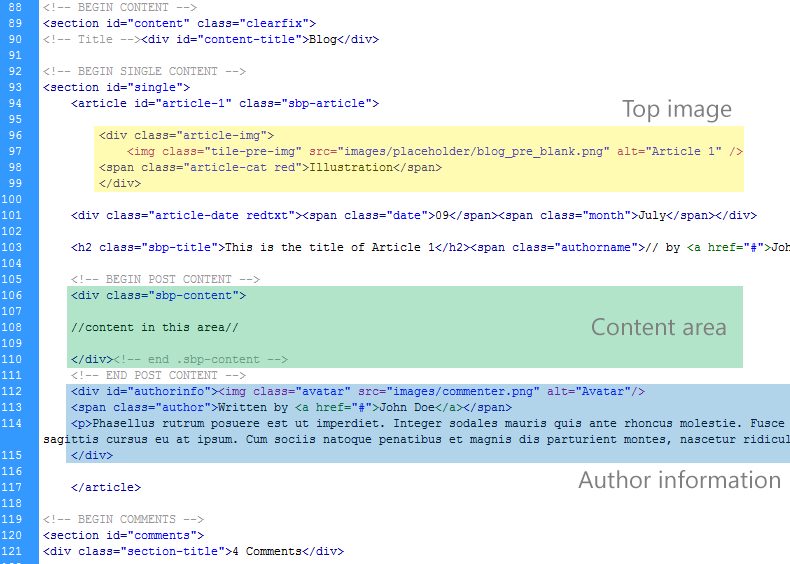 88 <!-- BEGIN CONTENT -->
89 <section id="content" class="clearfix">
90 <!-- Title --><div id="content-title">Blog</div>
91
92 <!-- BEGIN SINGLE CONTENT -->
93 <section id="single">
94 <article id="article-1" class="sbp-article">
Top image
95
96 <div class="article-img">
97 <img class="tile-pre-img" src="images/placeholder/blog_pre_blank.png" alt="Article 1" />
98 <span class="article-cat red">Illustration</span>
99 </div>
100
101 <div class="article-date redtxt"><span class="date">09</span><span class="month">July</span></div>
102
103 <h2 class="sbp-title">This is the title of Article 1</h2><span class="authorname">// by <a href="#">Joh
104
105 <!-- BEGIN POST CONTENT -->
106 <div class="sbp-content">
107
108 //content in this area//
Content area
109
110 </div><!-- end .sbp-content -->
111 <!-- END POST CONTENT -->
112 <div id="authorinfo"><img class="avatar" src="images/commenter.png" alt="Avatar"/>
113 <span class="author">Written by <a href="#">John Doe</a></span>
114 <p>Phasellus rutrum posuere est ut imperdiet. Integer sodales mauris quis ante rhoncus molestie. Fusce
sagittis cursus eu at ipsum. Cum sociis natoque penatibus et magnis dis parturient montes, nascetur ridicul
115 </div>
116
Author information
117 </article>
118
119 <!-- BEGIN COMMENTS -->
120 <section id="comments">
121 <div class="section-title">4 Comments</div>